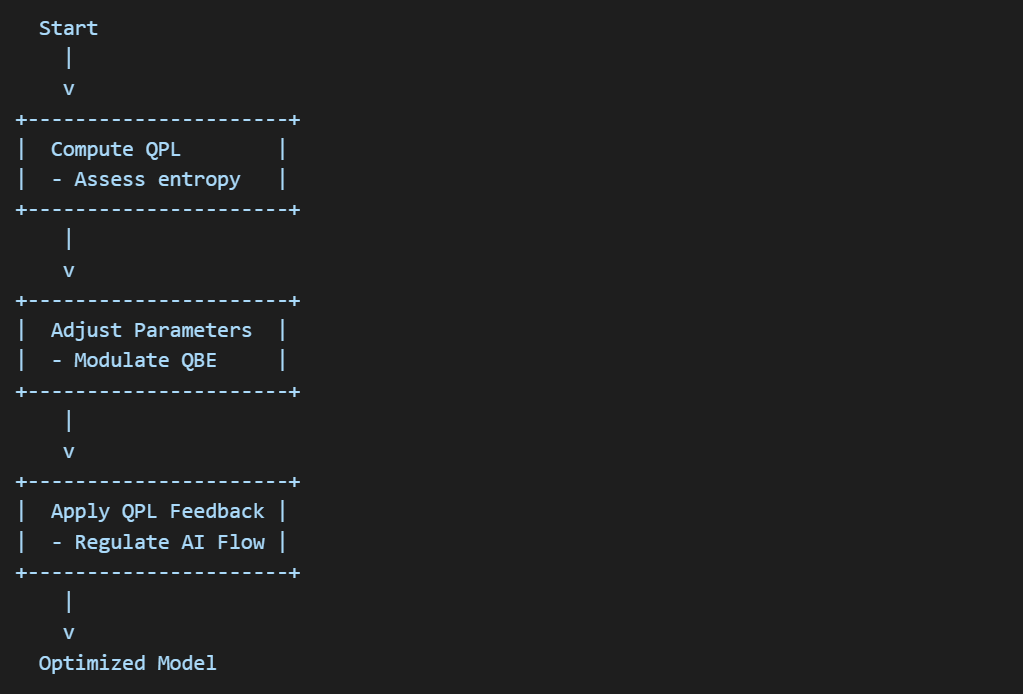 Start
|
v
+----------------------+
|  Compute QPL        |
|  - Assess entropy   |
+----------------------+
|
v
+----------------------+
|  Adjust Parameters  |
|  - Modulate QBE     |
+----------------------+
|
v
+----------------------+
|  Apply QPL Feedback |
|  - Regulate AI Flow |
+----------------------+
|
v
Optimized Model